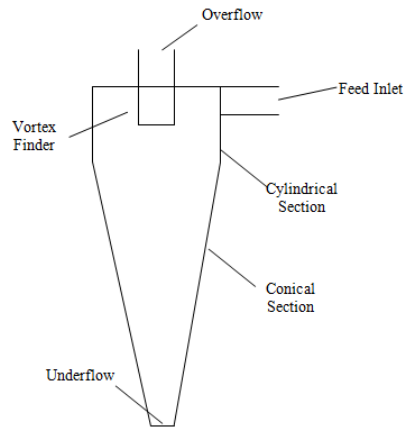 Overflow
Feed Inlet
Vortex
Finder
Cylindrical
Section
Conical
Section
Underflow